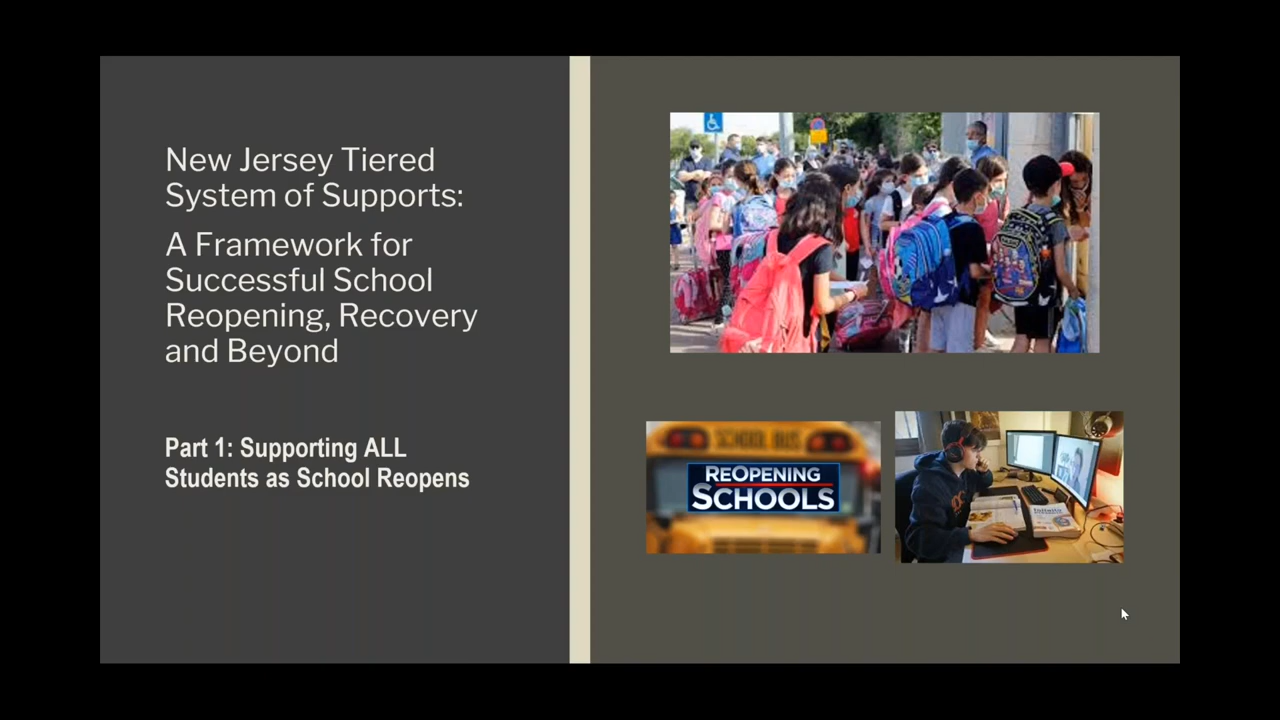 New Jersey Tiered
System of Supports:
A Framework for
Successful School
Reopening, Recovery
and Beyond
Part 1: Supporting ALL
Students as School Reopens
SCHOOL BUS
REOPENING
SCHOOLS